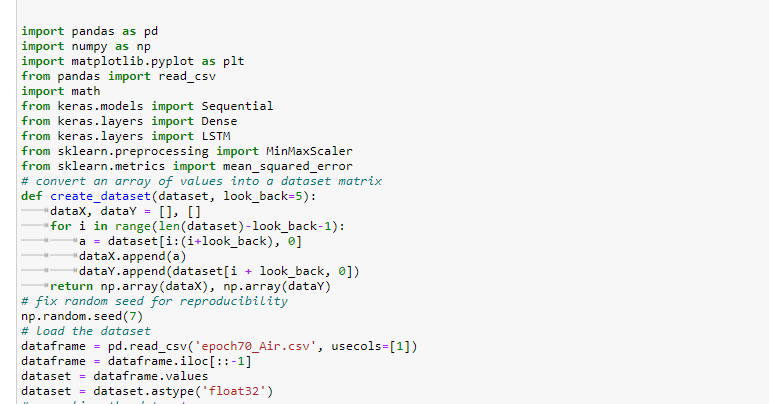 import pandas as pd
import numpy as np
import matplotlib.pyplot as plt
from pandas import read_csv
import math
from keras.models import Sequential
from keras.layers import Dense
from keras.layers import LSTM
from sklearn.preprocessing import MinMaxScaler
from sklearn.metrics import mean_squared_error
# convert an array of values into a dataset matrix
def create_dataset(dataset, look_back=5):
    dataX, dataY = [], []
    for i in range(len(dataset)-look_back-1):
        a = dataset[i:(i+look_back), 0]
        dataX.append(a)
        dataY.append(dataset[i + look_back, 0])
    return np.array(dataX), np.array(dataY)
# fix random seed for reproducibility
np.random.seed(7)
# load the dataset
dataframe = pd.read_csv('epoch70_Air.csv', usecols=[1])
dataframe = dataframe.iloc[::-1]
dataset = dataframe.values
dataset = dataset.astype('float32')